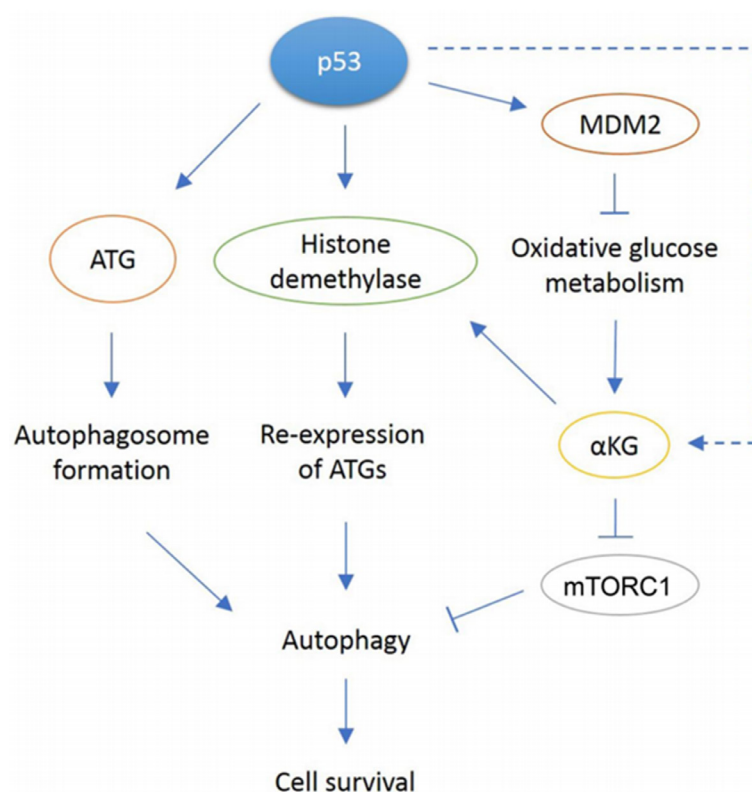 p53
MDM2
ATG
Histone
demethylase
Oxidative glucose
metabolism
Autophagosome
formation
Re-expression
of ATGs
αKG
mTORC1
Autophagy
Cell survival